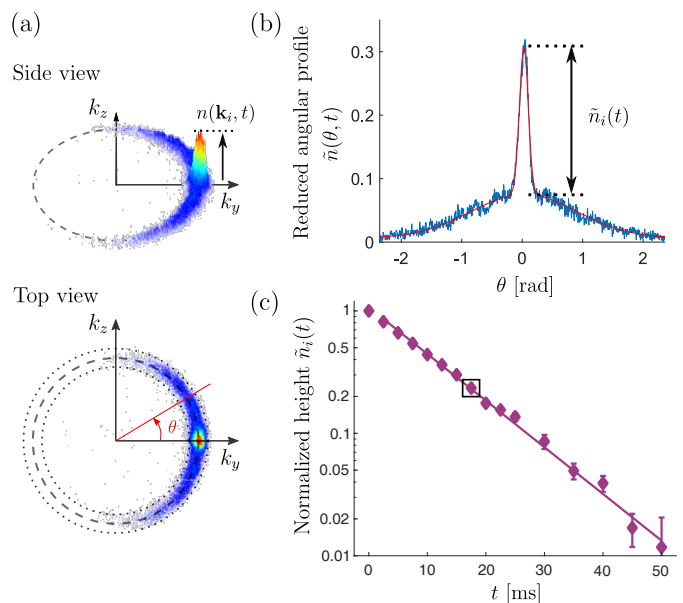 (a)
Side view
k_z
n(k_i, t)
k_y
Top view
k_z
θ
k_y
(b)
Reduced angular profile
ñ(θ, t)
0.3
0.2
0.1
0
ñ_i(t)
-2
-1
0
1
2
θ [rad]
(c)
Normalized height ñ_i(t)
1
0.5
0.2
0.1
0.05
0.02
0.01
0
10
20
30
40
50
t [ms]